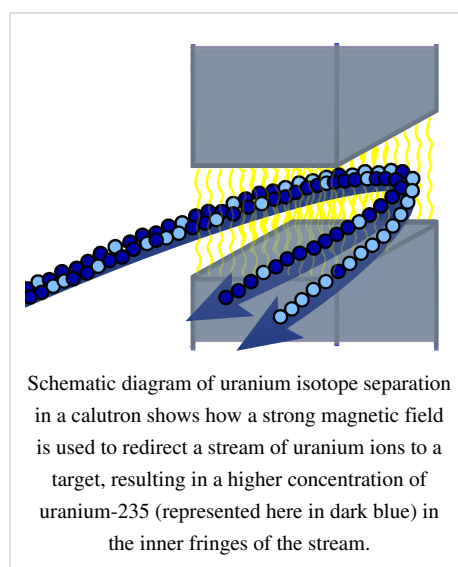 Schematic diagram of uranium isotope separation
in a calutron shows how a strong magnetic field
is used to redirect a stream of uranium ions to a
target, resulting in a higher concentration of
uranium-235 (represented here in dark blue) in
the inner fringes of the stream.